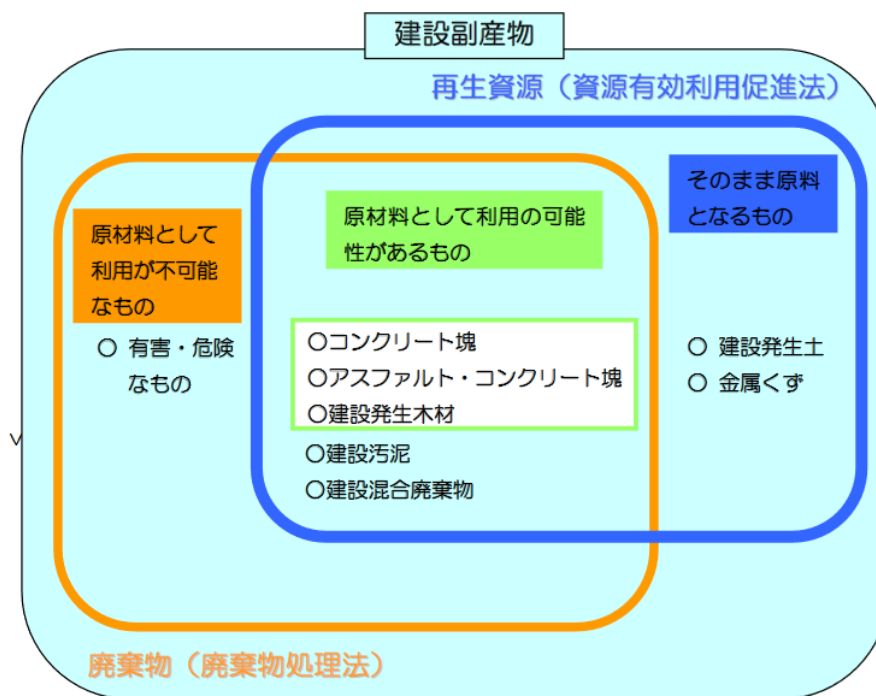 建設副産物
再生資源（資源有効利用促進法）
そのまま原料
となるもの
原材料として利用の可能
性があるもの
原材料として
利用が不可能
なもの
〇 有害・危険
なもの
〇コンクリート塊
〇アスファルト・コンクリート塊
〇建設発生木材
〇建設汚泥
〇建設混合廃棄物
〇 建設発生土
〇 金属くず
廃棄物（廃棄物処理法）